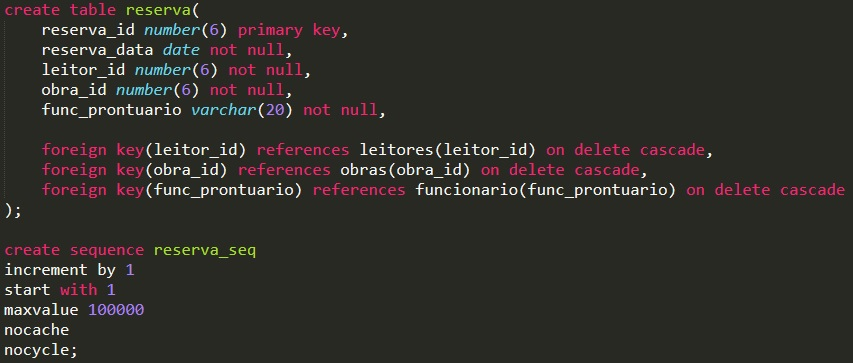 create table reserva(
    reserva_id number(6) primary key,
    reserva_data date not null,
    leitor_id number(6) not null,
    obra_id number(6) not null,
    func_prontuario varchar(20) not null,

    foreign key(leitor_id) references leitores(leitor_id) on delete cascade,
    foreign key(obra_id) references obras(obra_id) on delete cascade,
    foreign key(func_prontuario) references funcionario(func_prontuario) on delete cascade
);

create sequence reserva_seq
increment by 1
start with 1
maxvalue 100000
nocache
nocycle;